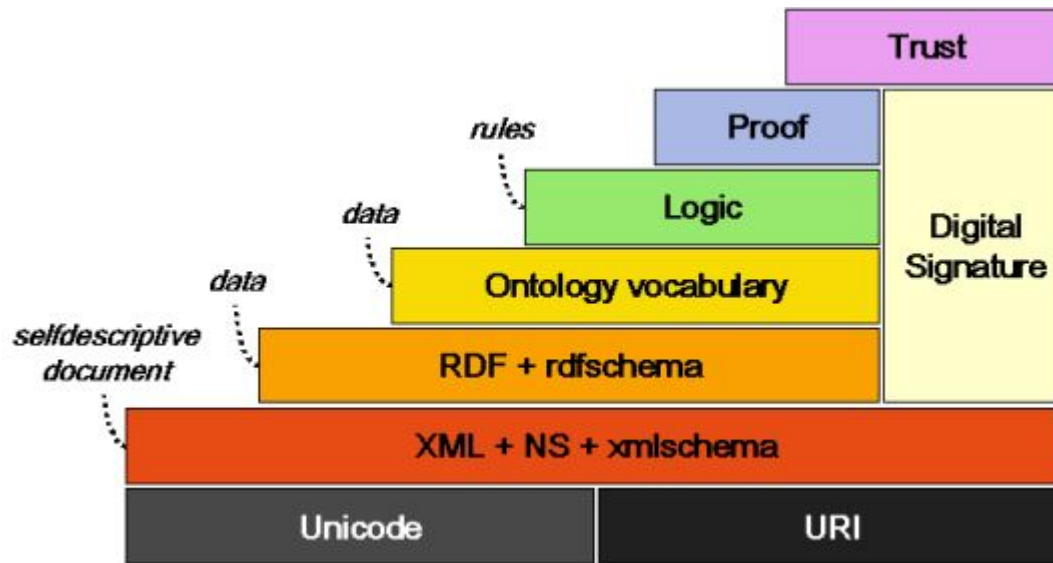 Trust
Proof
rules
Logic
data
Digital
Signature
Ontology vocabulary
data
RDF + rdfschema
selfdescriptive
document
XML + NS + xmlschema
Unicode
URI